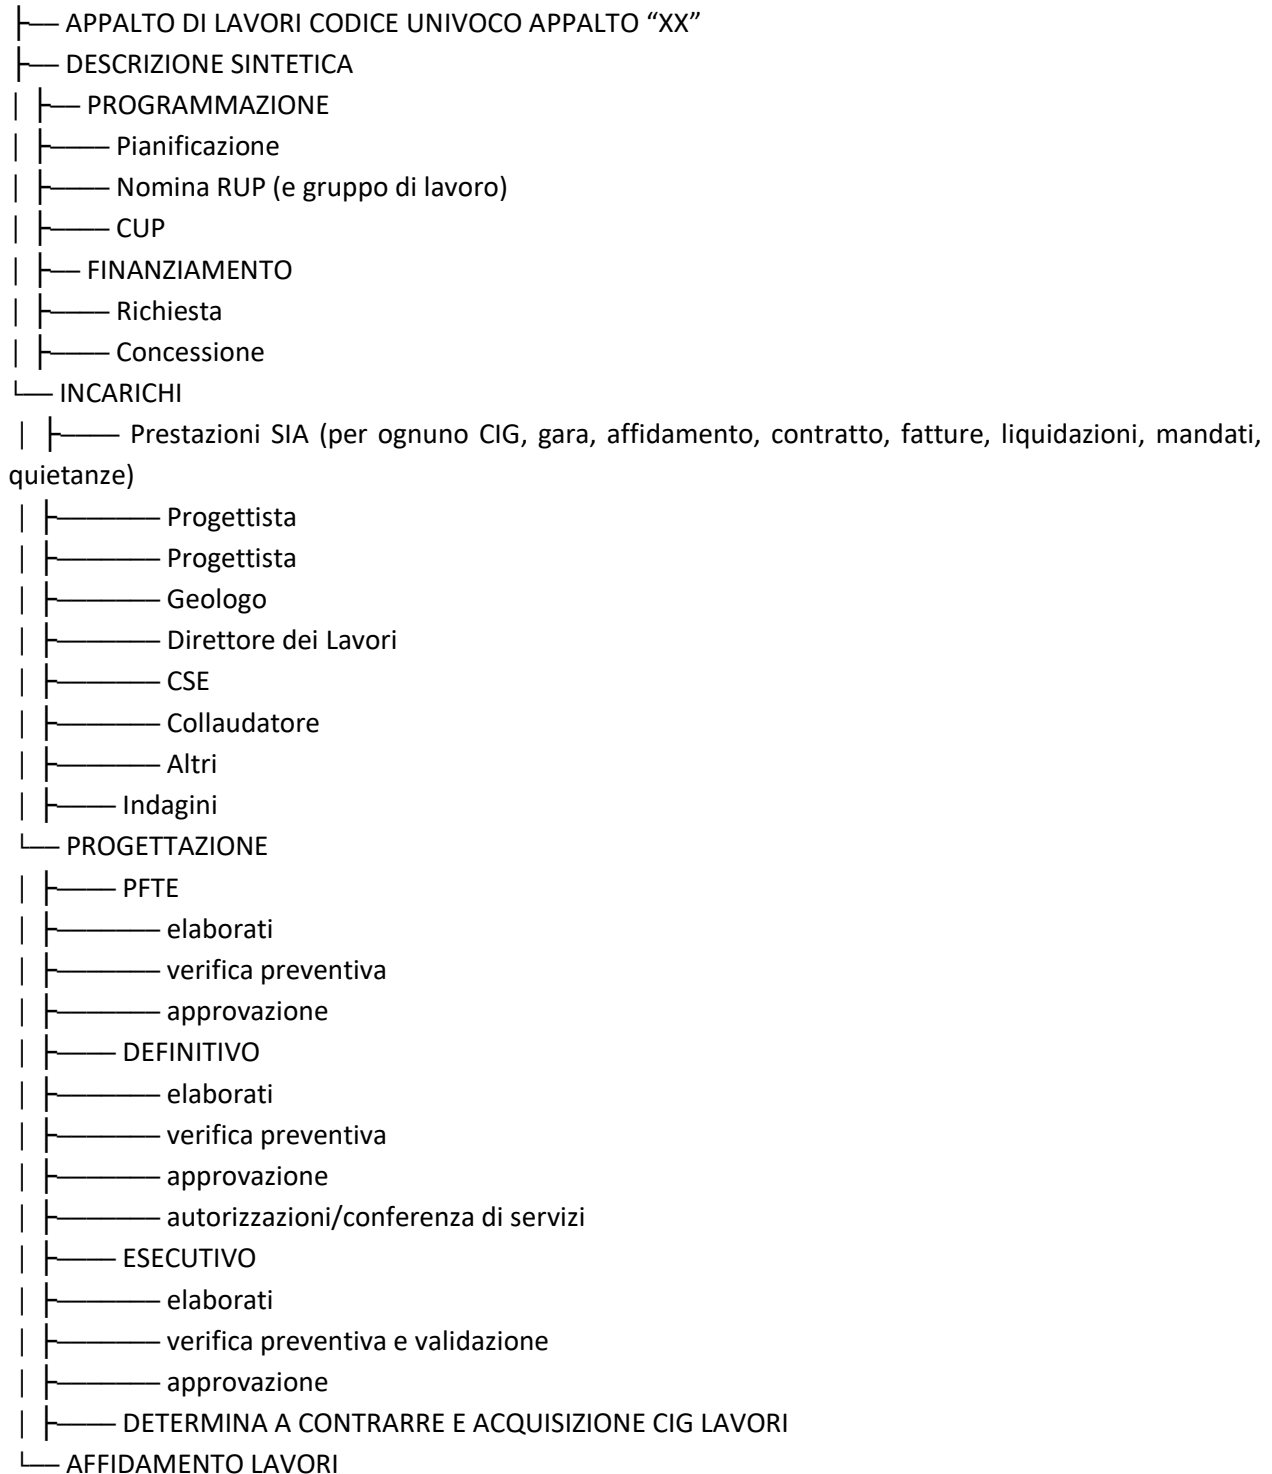 ├── APPALTO DI LAVORI CODICE UNIVOCO APPALTO “XX”
├── DESCRIZIONE SINTETICA
│ ├── PROGRAMMAZIONE
│ ├──── Pianificazione
│ ├──── Nomina RUP (e gruppo di lavoro)
│ ├──── CUP
│ ├── FINANZIAMENTO
│ ├──── Richiesta
│ ├──── Concessione
└── INCARICHI
│ ├──── Prestazioni SIA (per ognuno CIG, gara, affidamento, contratto, fatture, liquidazioni, mandati,
quietanze)
│ ├─────── Progettista
│ ├─────── Progettista
│ ├─────── Geologo
│ ├─────── Direttore dei Lavori
│ ├─────── CSE
│ ├─────── Collaudatore
│ ├─────── Altri
│ ├──── Indagini
└── PROGETTAZIONE
│ ├──── PFTE
│ ├─────── elaborati
│ ├─────── verifica preventiva
│ ├─────── approvazione
│ ├──── DEFINITIVO
│ ├─────── elaborati
│ ├─────── verifica preventiva
│ ├─────── approvazione
│ ├─────── autorizzazioni/conferenza di servizi
│ ├──── ESECUTIVO
│ ├─────── elaborati
│ ├─────── verifica preventiva e validazione
│ ├─────── approvazione
│ ├──── DETERMINA A CONTRARRE E ACQUISIZIONE CIG LAVORI
└── AFFIDAMENTO LAVORI